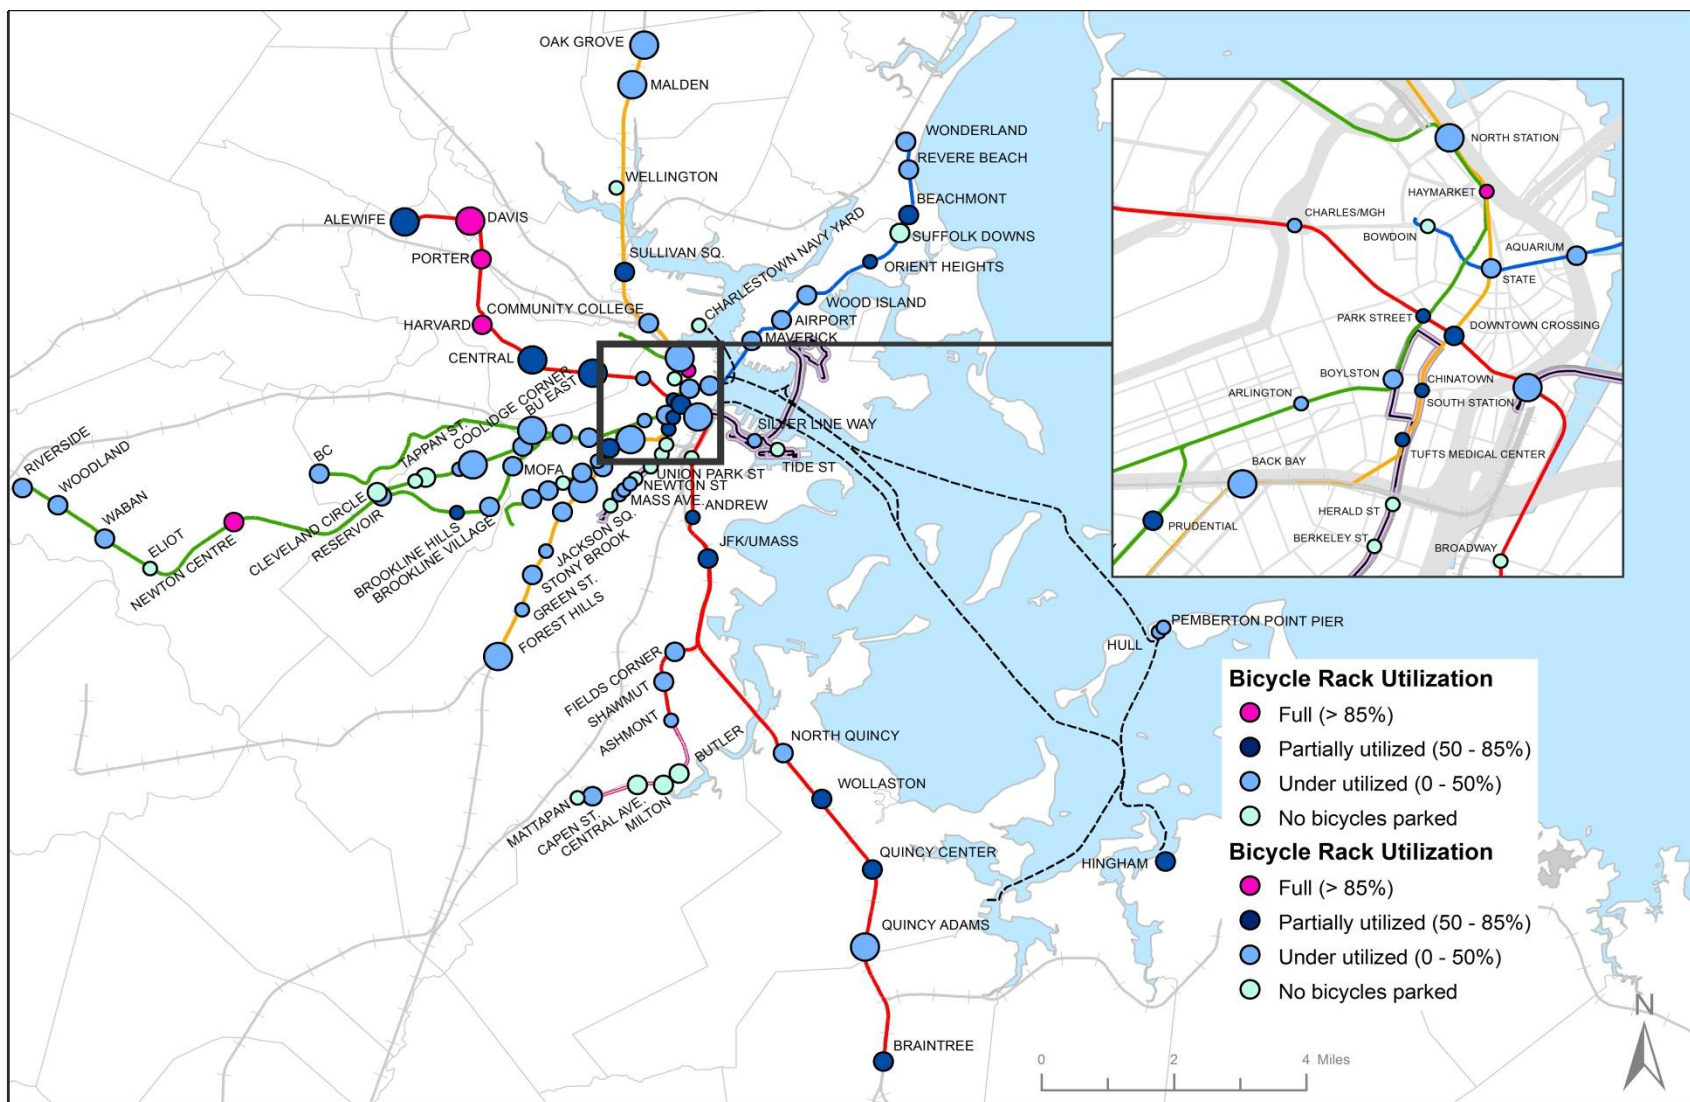 OAK GROVE
MALDEN
WONDERLAND
REVERE BEACH
WELLINGTON
BEACHMONT
ALEWIFE
DAVIS
SUFFOLK DOWNS
CHARLESTOWN NAVY YARD
SULLIVAN SQ.
PORTER
ORIENT HEIGHTS
COMMUNITY COLLEGE
WOOD ISLAND
HARVARD
AIRPORT
MAVERICK
CENTRAL
BU EAST
COOLIDGE CORNER
TAPPAN ST.
RIVERSIDE
WOODLAND
WABAN
ELIOT
NEWTON CENTRE
BC
CLEVELAND CIRCLE
RESERVOIR
BROOKLINE HILLS
BROOKLINE VILLAGE
MOFA
SILVER LINE WAY
TIDE ST
UNION PARK ST
NEWTON ST
MASS AVE.
ANDREW
JACKSON SQ.
STONY BROOK
GREEN ST.
FOREST HILLS
JFK/UMASS
FIELDS CORNER
SHAWMUT
ASHMONT
BUTLER
MATTAPAN
CAPEN ST.
CENTRAL AVE.
MILTON
NORTH QUINCY
WOLLASTON
QUINCY CENTER
QUINCY ADAMS
BRAINTREE
PEMBERTON POINT PIER
HULL
HINGHAM
NORTH STATION
HAYMARKET
CHARLES/MGH
BOWDOIN
AQUARIUM
STATE
PARK STREET
DOWNTOWN CROSSING
BOYLSTON
CHINATOWN
ARLINGTON
SOUTH STATION
TUFTS MEDICAL CENTER
BACK BAY
PRUDENTIAL
HERALD ST
BERKELEY ST
BROADWAY
Bicycle Rack Utilization
Full (> 85%)
Partially utilized (50 - 85%)
Under utilized (0 - 50%)
No bicycles parked
Bicycle Rack Utilization
Full (> 85%)
Partially utilized (50 - 85%)
Under utilized (0 - 50%)
No bicycles parked
N
0 2 4 Miles